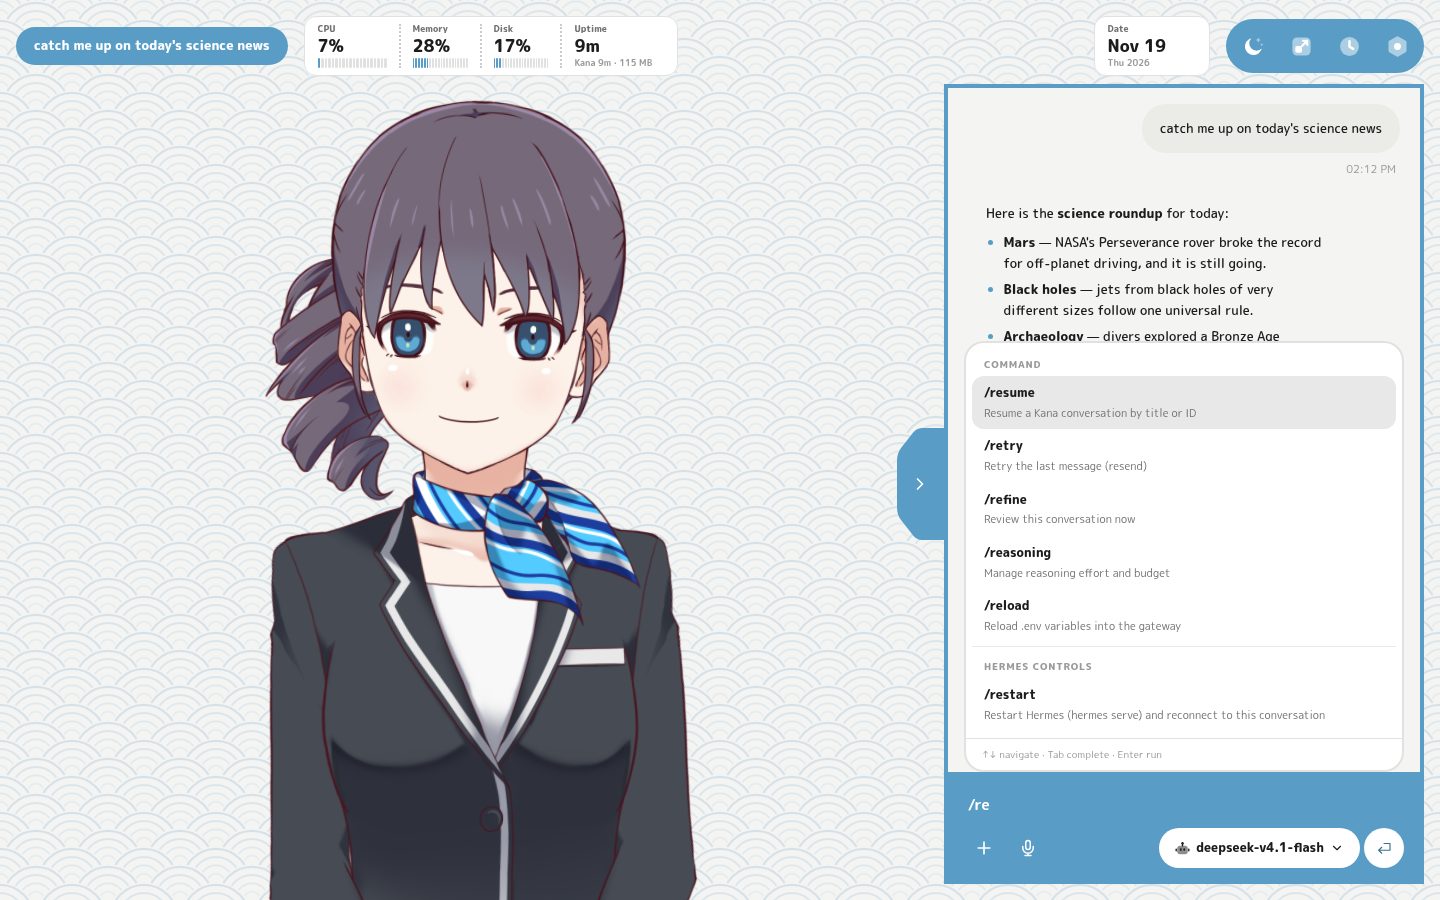 catch me up on today's science news
CPU
7%
Memory
28%
Disk
17%
Uptime
9m
Kana 9m · 115 MB
Date
Nov 19
Thu 2026
catch me up on today's science news
02:12 PM
Here is the science roundup for today:
• Mars — NASA's Perseverance rover broke the record
for off-planet driving, and it is still going.
• Black holes — jets from black holes of very
different sizes follow one universal rule.
• Archaeology — divers explored a Bronze Age
COMMAND
/resume
Resume a Kana conversation by title or ID
/retry
Retry the last message (resend)
/refine
Review this conversation now
/reasoning
Manage reasoning effort and budget
/reload
Reload .env variables into the gateway
HERMES CONTROLS
/restart
Restart Hermes (hermes serve) and reconnect to this conversation
↑↓ navigate · Tab complete · Enter run
/re
deepseek-v4.1-flash